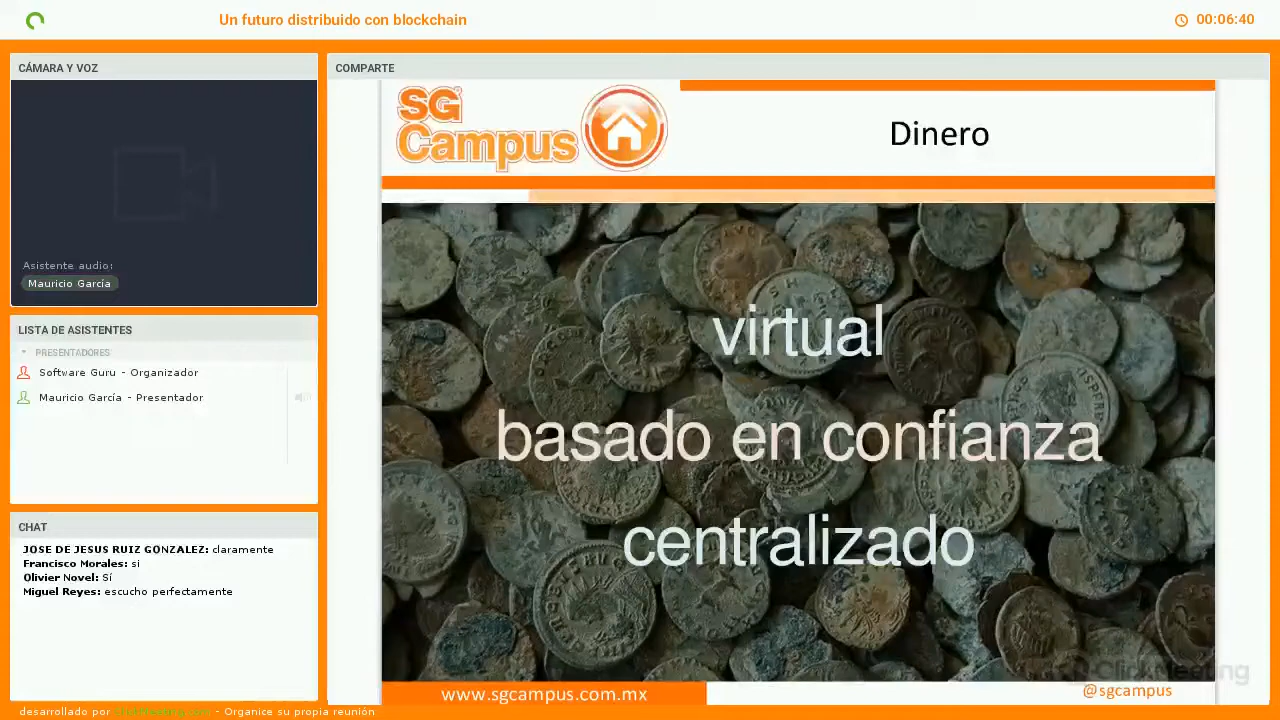 Un futuro distribuido con blockchain
00:06:40
CÁMARA Y VOZ
Asistente audio:
Mauricio García
LISTA DE ASISTENTES
PRESENTADORES
Software Guru - Organizador
Mauricio García - Presentador
CHAT
JOSE DE JESUS RUIZ GONZALEZ: claramente
Francisco Morales: si
Olivier Novel: Sí
Miguel Reyes: escucho perfectamente
desarrollado por - Organice su propia reunión
COMPARTE
SG
Campus
Dinero
virtual
basado en confianza
centralizado
ClickMeeting
www.sgcampus.com.mx
@sgcampus